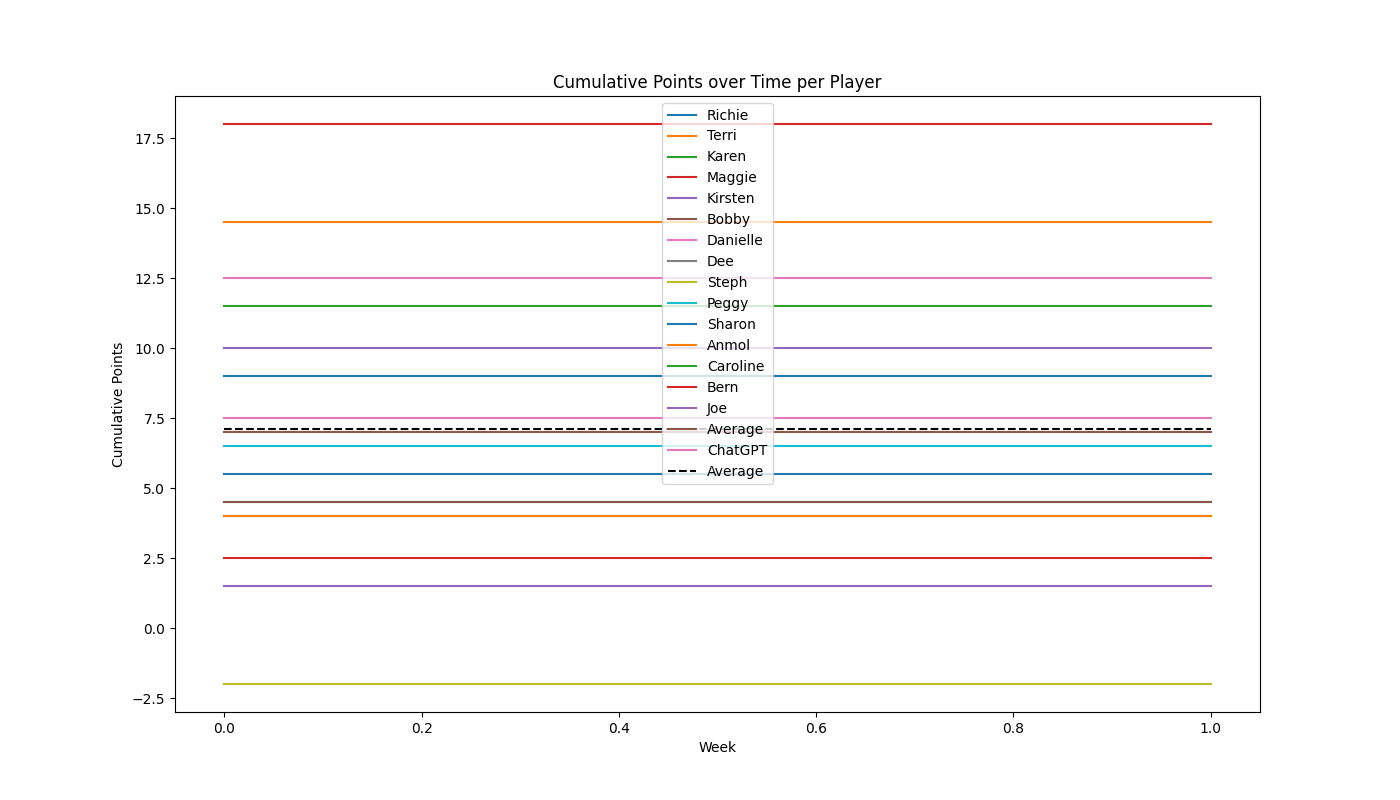 Cumulative Points over Time per Player
Richie
Terri
Karen
Maggie
Kirsten
Bobby
Danielle
Dee
Steph
Peggy
Sharon
Anmol
Caroline
Bern
Joe
Average
ChatGPT
Average
Cumulative Points
17.5
15.0
12.5
10.0
7.5
5.0
2.5
0.0
−2.5
0.0 0.2 0.4 0.6 0.8 1.0
Week